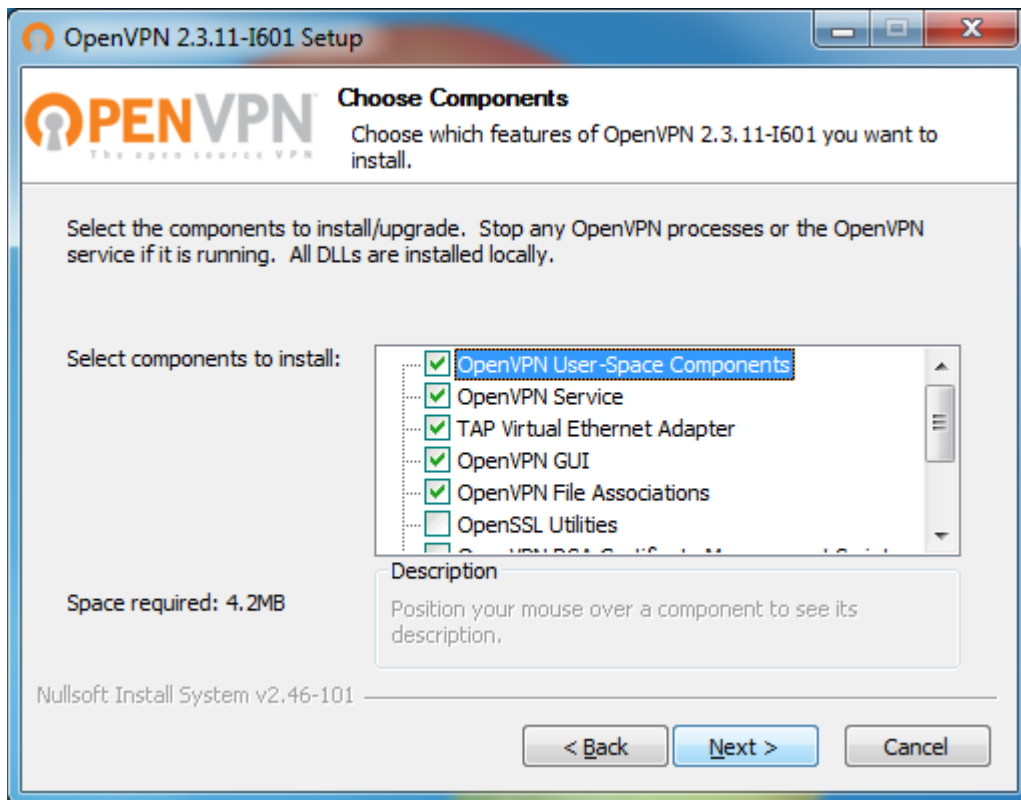 OpenVPN 2.3.11-I601 Setup
OPENVPN
The open source VPN
Choose Components
Choose which features of OpenVPN 2.3.11-I601 you want to
install.
Select the components to install/upgrade. Stop any OpenVPN processes or the OpenVPN
service if it is running. All DLLs are installed locally.
Select components to install:
OpenVPN User-Space Components
OpenVPN Service
TAP Virtual Ethernet Adapter
OpenVPN GUI
OpenVPN File Associations
OpenSSL Utilities
Space required: 4.2MB
Description
Position your mouse over a component to see its
description.
Nullsoft Install System v2.46-101
< Back
Next >
Cancel